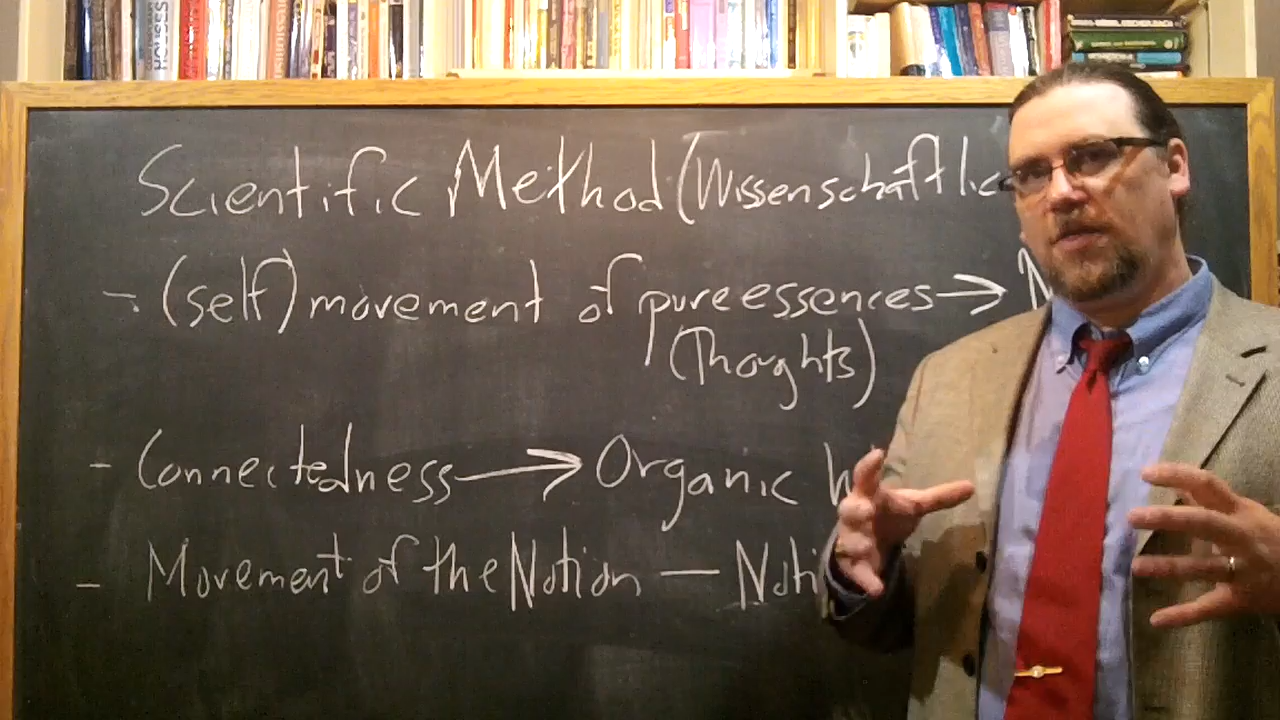 Scientific Method (Wissenschaftlic
- (self) movement of pure essences →
(Thoughts)
- Connectedness → Organic
- Movement of the Notion — Noti